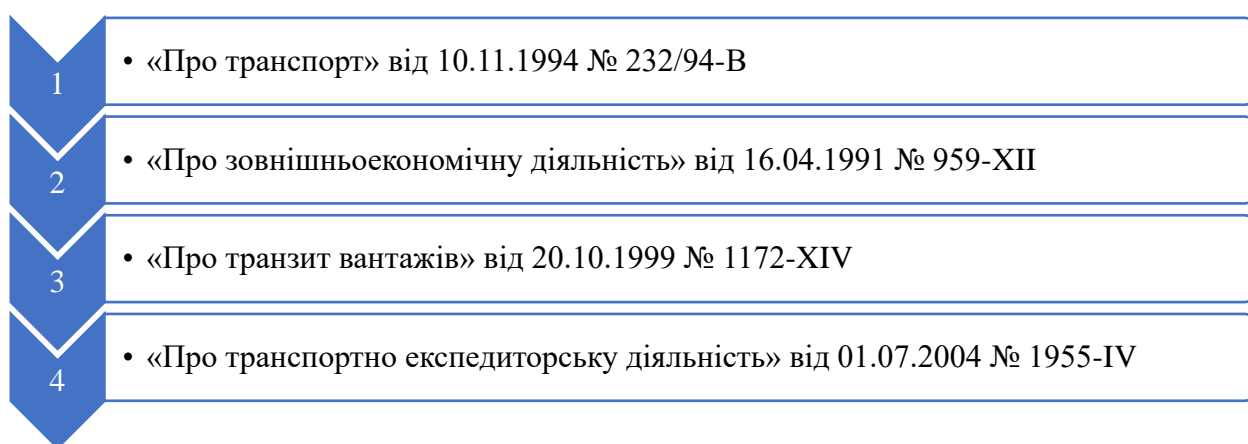 1
• «Про транспорт» від 10.11.1994 № 232/94-В
2
• «Про зовнішньоекономічну діяльність» від 16.04.1991 № 959-XII
3
• «Про транзит вантажів» від 20.10.1999 № 1172-XIV
4
• «Про транспортно експедиторську діяльність» від 01.07.2004 № 1955-IV